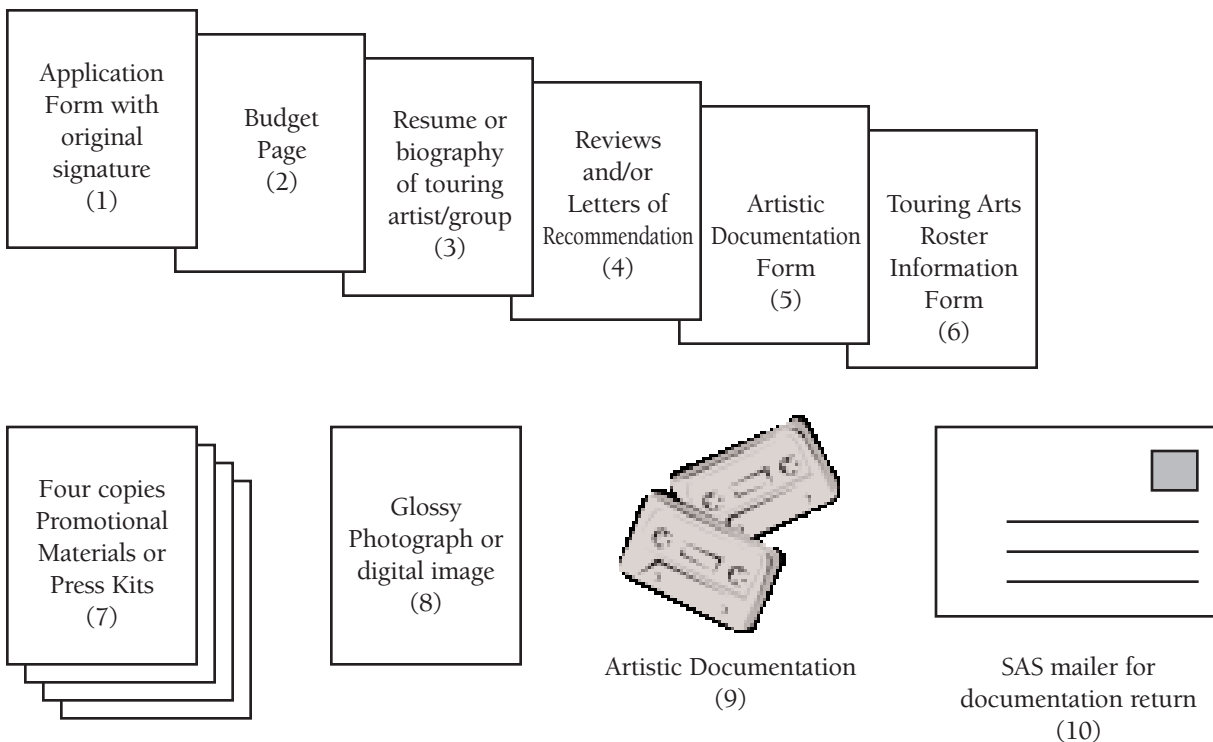 Application
Form with
original
signature
(1)
Budget
Page
(2)
Resume or
biography
of touring
artist/group
(3)
Reviews
and/or
Letters of
Recommendation
(4)
Artistic
Documentation
Form
(5)
Touring Arts
Roster
Information
Form
(6)
Four copies
Promotional
Materials or
Press Kits
(7)
Glossy
Photograph or
digital image
(8)
Artistic Documentation
(9)
SAS mailer for
documentation return
(10)